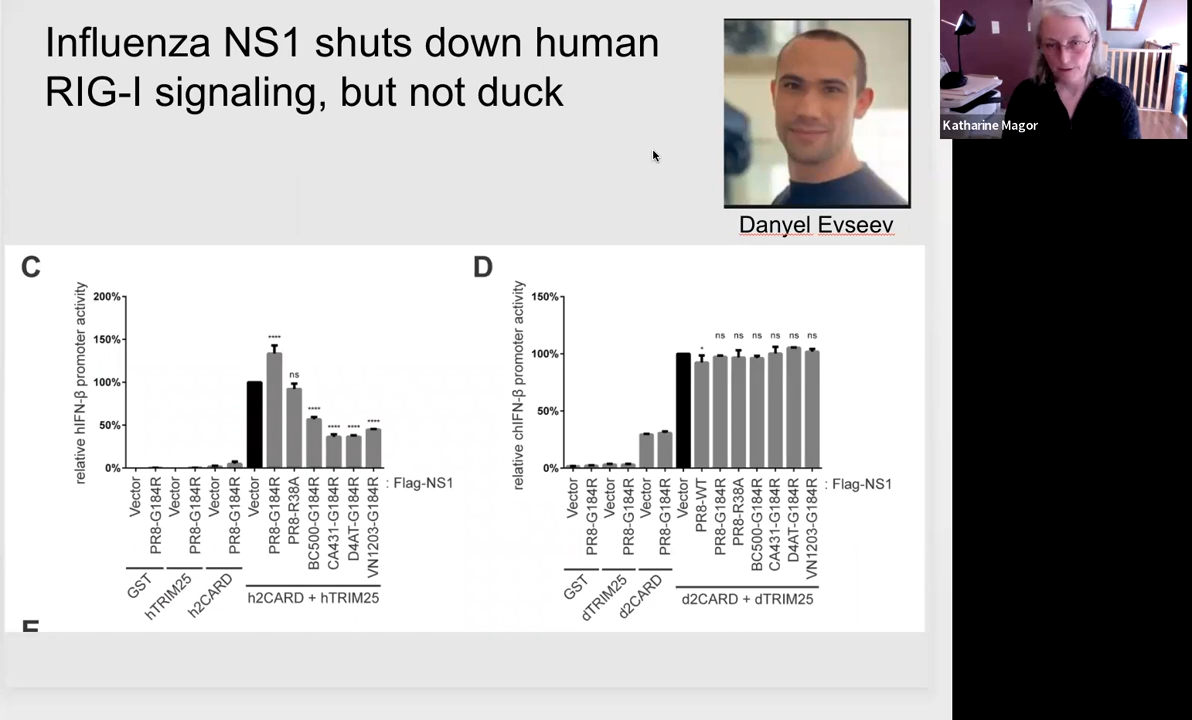 Influenza NS1 shuts down human
RIG-I signaling, but not duck
Katharine Magor
Danyel Evseev
C
relative hIFN-β promoter activity
200%
150%
100%
50%
0%
****
ns
****
****
****
****
Vector
PR8-G184R
Vector
PR8-G184R
Vector
PR8-G184R
Vector
PR8-G184R
PR8-R38A
BC500-G184R
CA431-G184R
D4AT-G184R
VN1203-G184R
: Flag-NS1
GST
hTRIM25
h2CARD
h2CARD + hTRIM25
D
relative chIFN-β promoter activity
150%
100%
50%
0%
*
ns
ns
ns
ns
ns
ns
Vector
PR8-G184R
Vector
PR8-G184R
Vector
PR8-G184R
Vector
PR8-WT
PR8-G184R
PR8-R38A
BC500-G184R
CA431-G184R
D4AT-G184R
VN1203-G184R
: Flag-NS1
GST
dTRIM25
d2CARD
d2CARD + dTRIM25